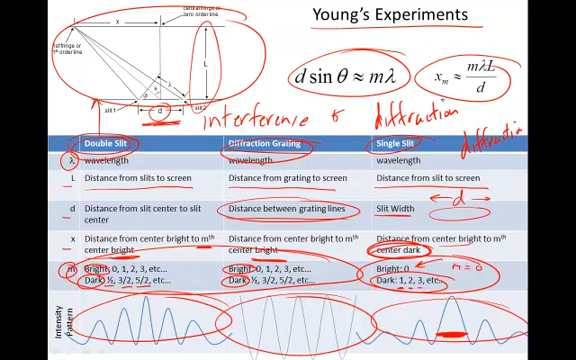 Young's Experiments
central fringe or
zero order line
x
1st fringe or
1st order line
L
λ
θ
d
slit 1
slit 2
d sin θ ≈ mλ
x_m ≈ mλL / d
interference & diffraction
diffraction
Double Slit Diffraction Grating Single Slit
λ wavelength wavelength wavelength
L Distance from slits to screen Distance from grating to screen Distance from slit to screen
d Distance from slit center to slit center Distance between grating lines Slit Width
d
x Distance from center bright to mth center bright Distance from center bright to mth center bright Distance from center bright to mth center dark
m Bright: 0, 1, 2, 3, etc... Bright: 0, 1, 2, 3, etc... Bright: 0
m=0
Dark: ½, 3/2, 5/2, etc... Dark: ½, 3/2, 5/2, etc... Dark: 1, 2, 3, etc...
Intensity
Pattern